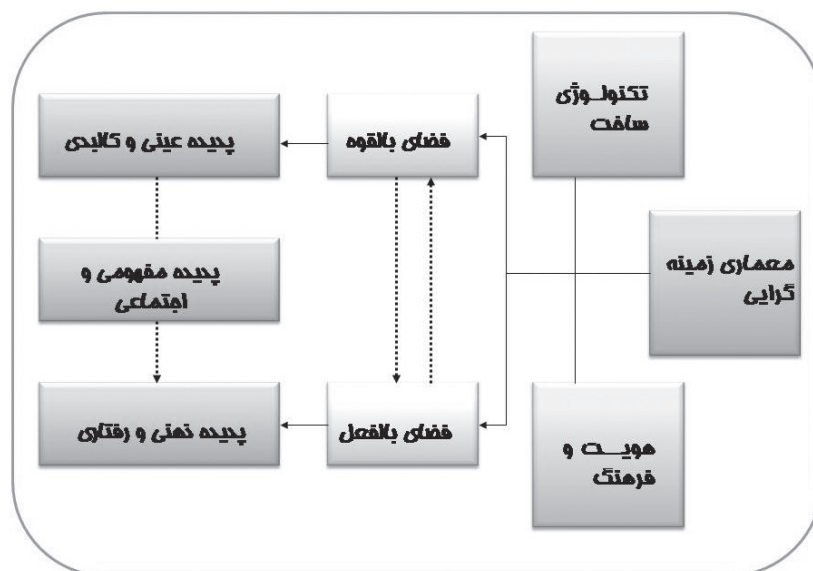 تکنولوژی
ساخت
معماری زمینه
گرایی
هویت و
فرهنگ
فضای بالقوه
فضای بالفعل
پدیده عینی و کالبدی
پدیده مفهومی و
اجتماعی
پدیده ذهنی و رفتاری